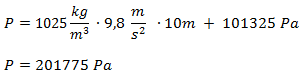 P = 1025 kg/m³ · 9,8 m/s² · 10m + 101325 Pa
P = 201775 Pa